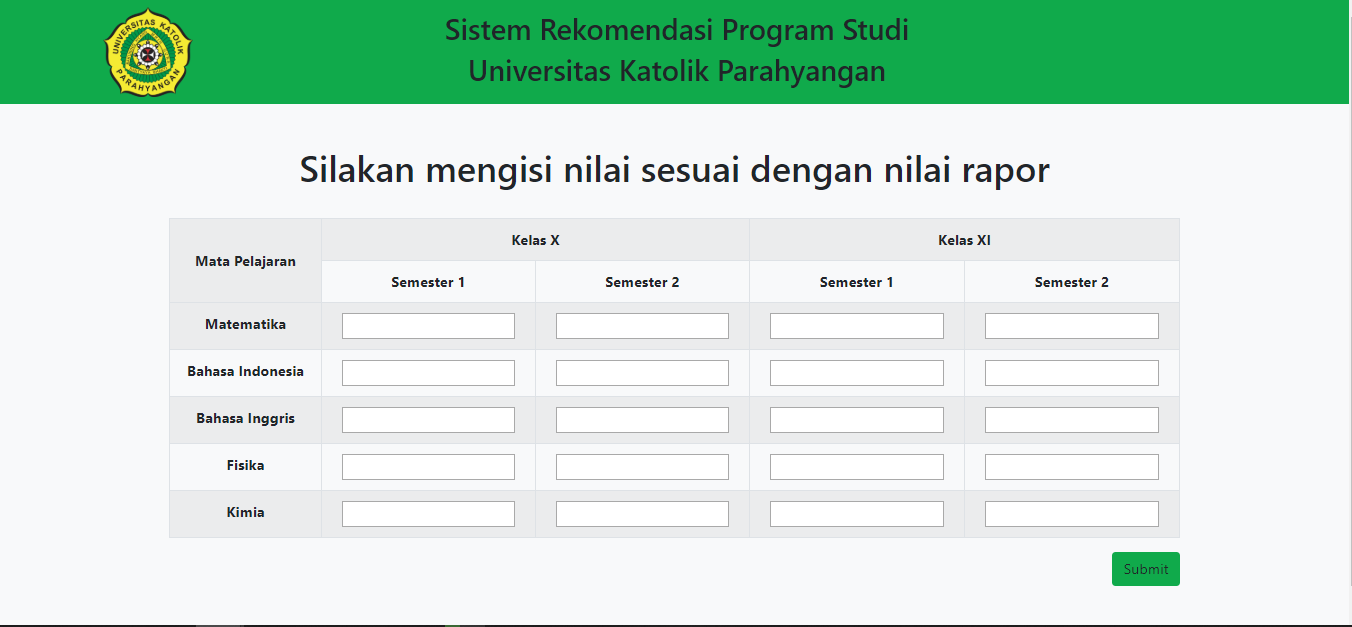 UNIVERSITAS KATOLIK
PARAHYANGAN
Sistem Rekomendasi Program Studi
Universitas Katolik Parahyangan
Silakan mengisi nilai sesuai dengan nilai rapor
Mata Pelajaran Kelas X Kelas XI
Semester 1 Semester 2 Semester 1 Semester 2
Matematika
Bahasa Indonesia
Bahasa Inggris
Fisika
Kimia
Submit